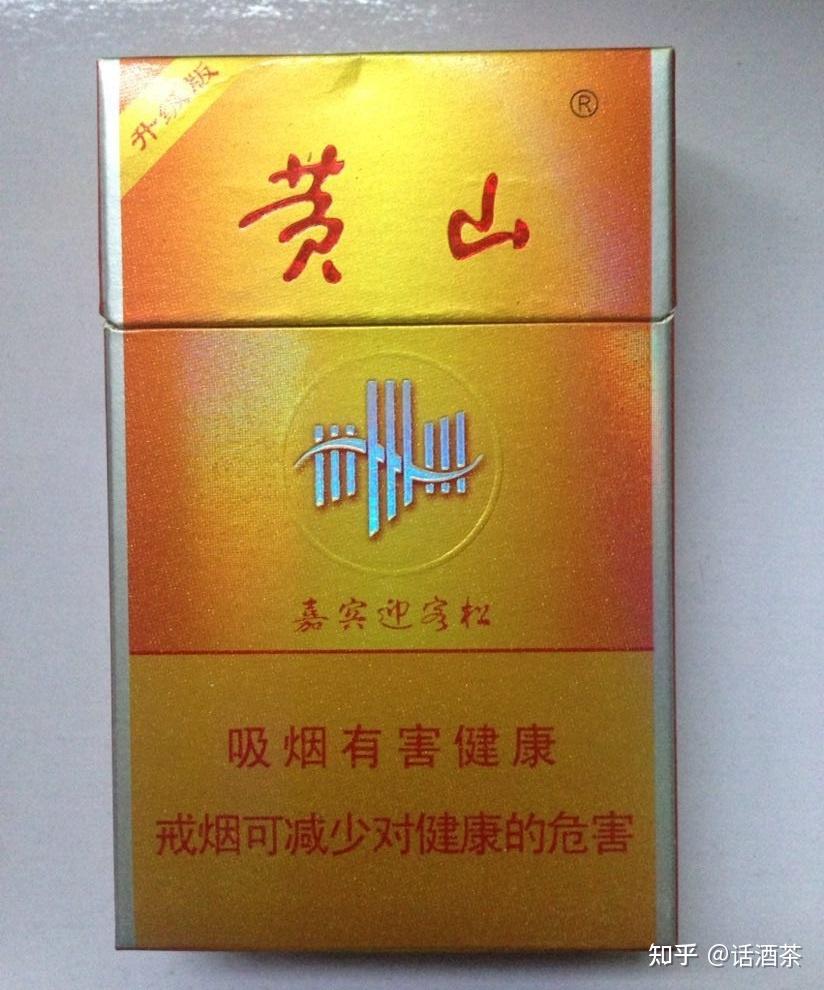 升级版
®
黄山
嘉宾迎客松
吸烟有害健康
戒烟可减少对健康的危害
知乎 @话酒茶